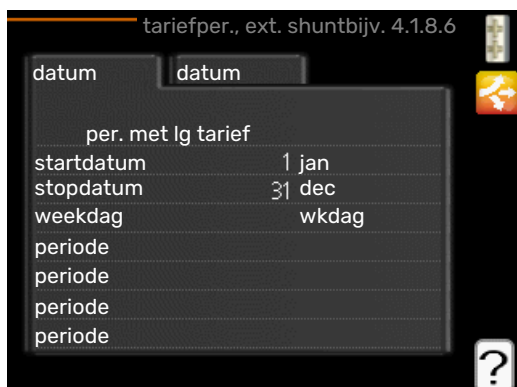 tariefper., ext. shuntbijv. 4.1.8.6
datum datum
per. met lg tarief
startdatum 1 jan
stopdatum 31 dec
weekdag wkdag
periode
periode
periode
periode
?